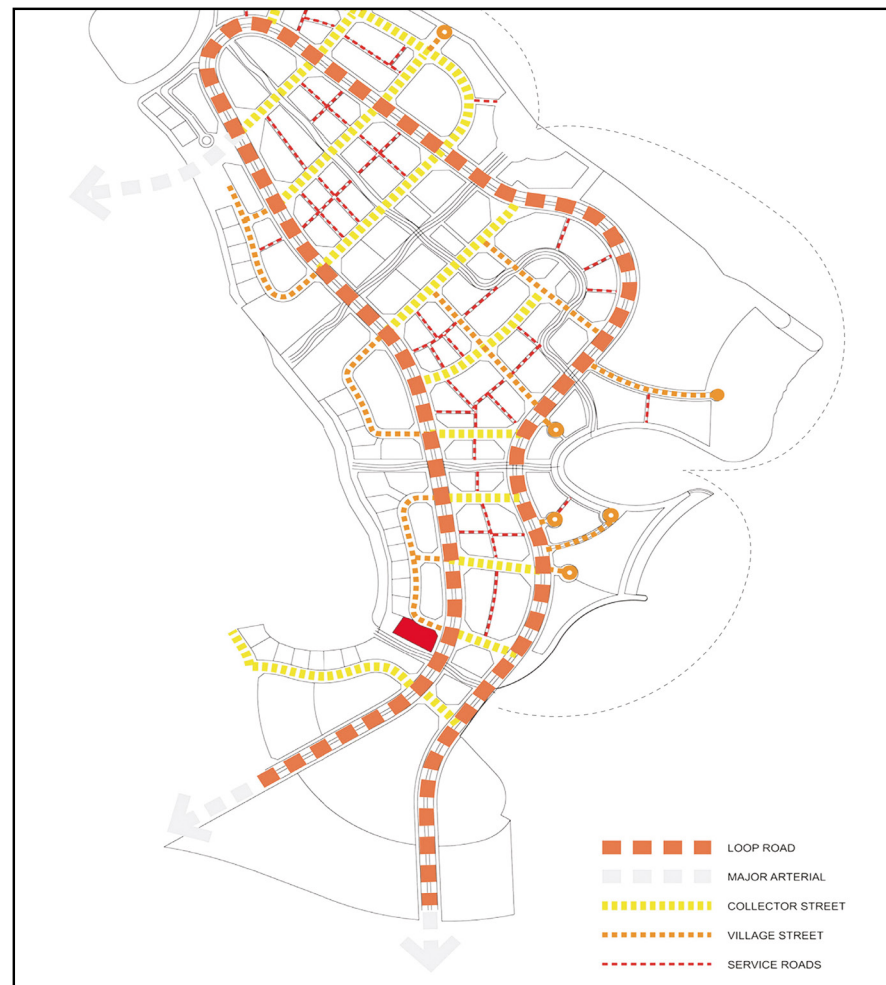 LOOP ROAD
MAJOR ARTERIAL
COLLECTOR STREET
VILLAGE STREET
SERVICE ROADS